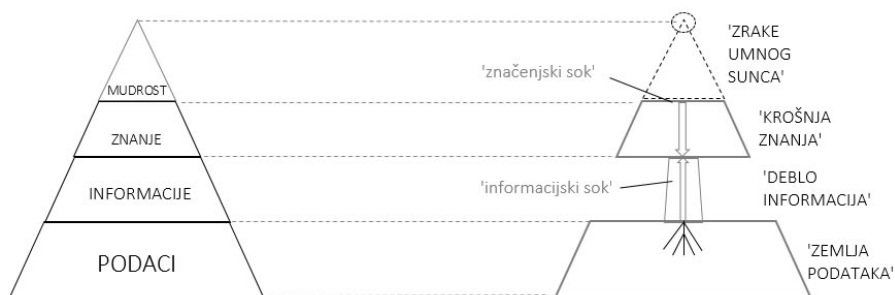 MUDROST
ZNANJE
INFORMACIJE
PODACI
'značenjski sok'
'informacijski sok'
'ZRAKE
UMNOG
SUNCA'
'KROŠNJA
ZNANJA'
'DEBLO
INFORMACIJA'
'ZEMLJA
PODATAKA'